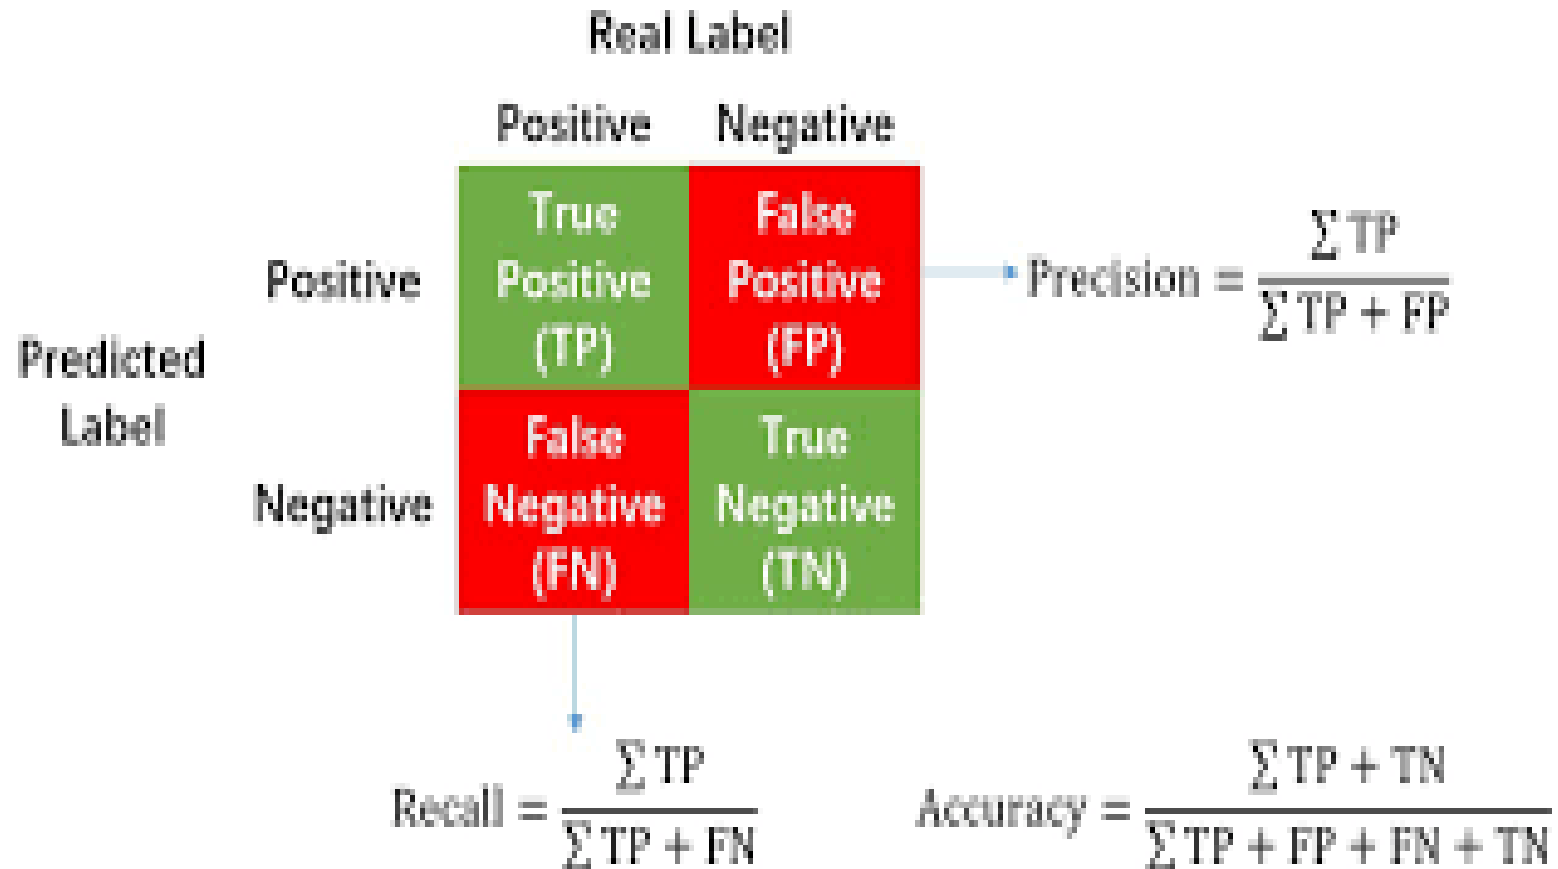 Real Label
Positive Negative
True Positive (TP)
False Positive (FP)
Positive
Precision = ∑ TP / ∑ TP + FP
Predicted Label
False Negative (FN)
True Negative (TN)
Negative
Recall = ∑ TP / ∑ TP + FN
Accuracy = ∑ TP + TN / ∑ TP + FP + FN + TN